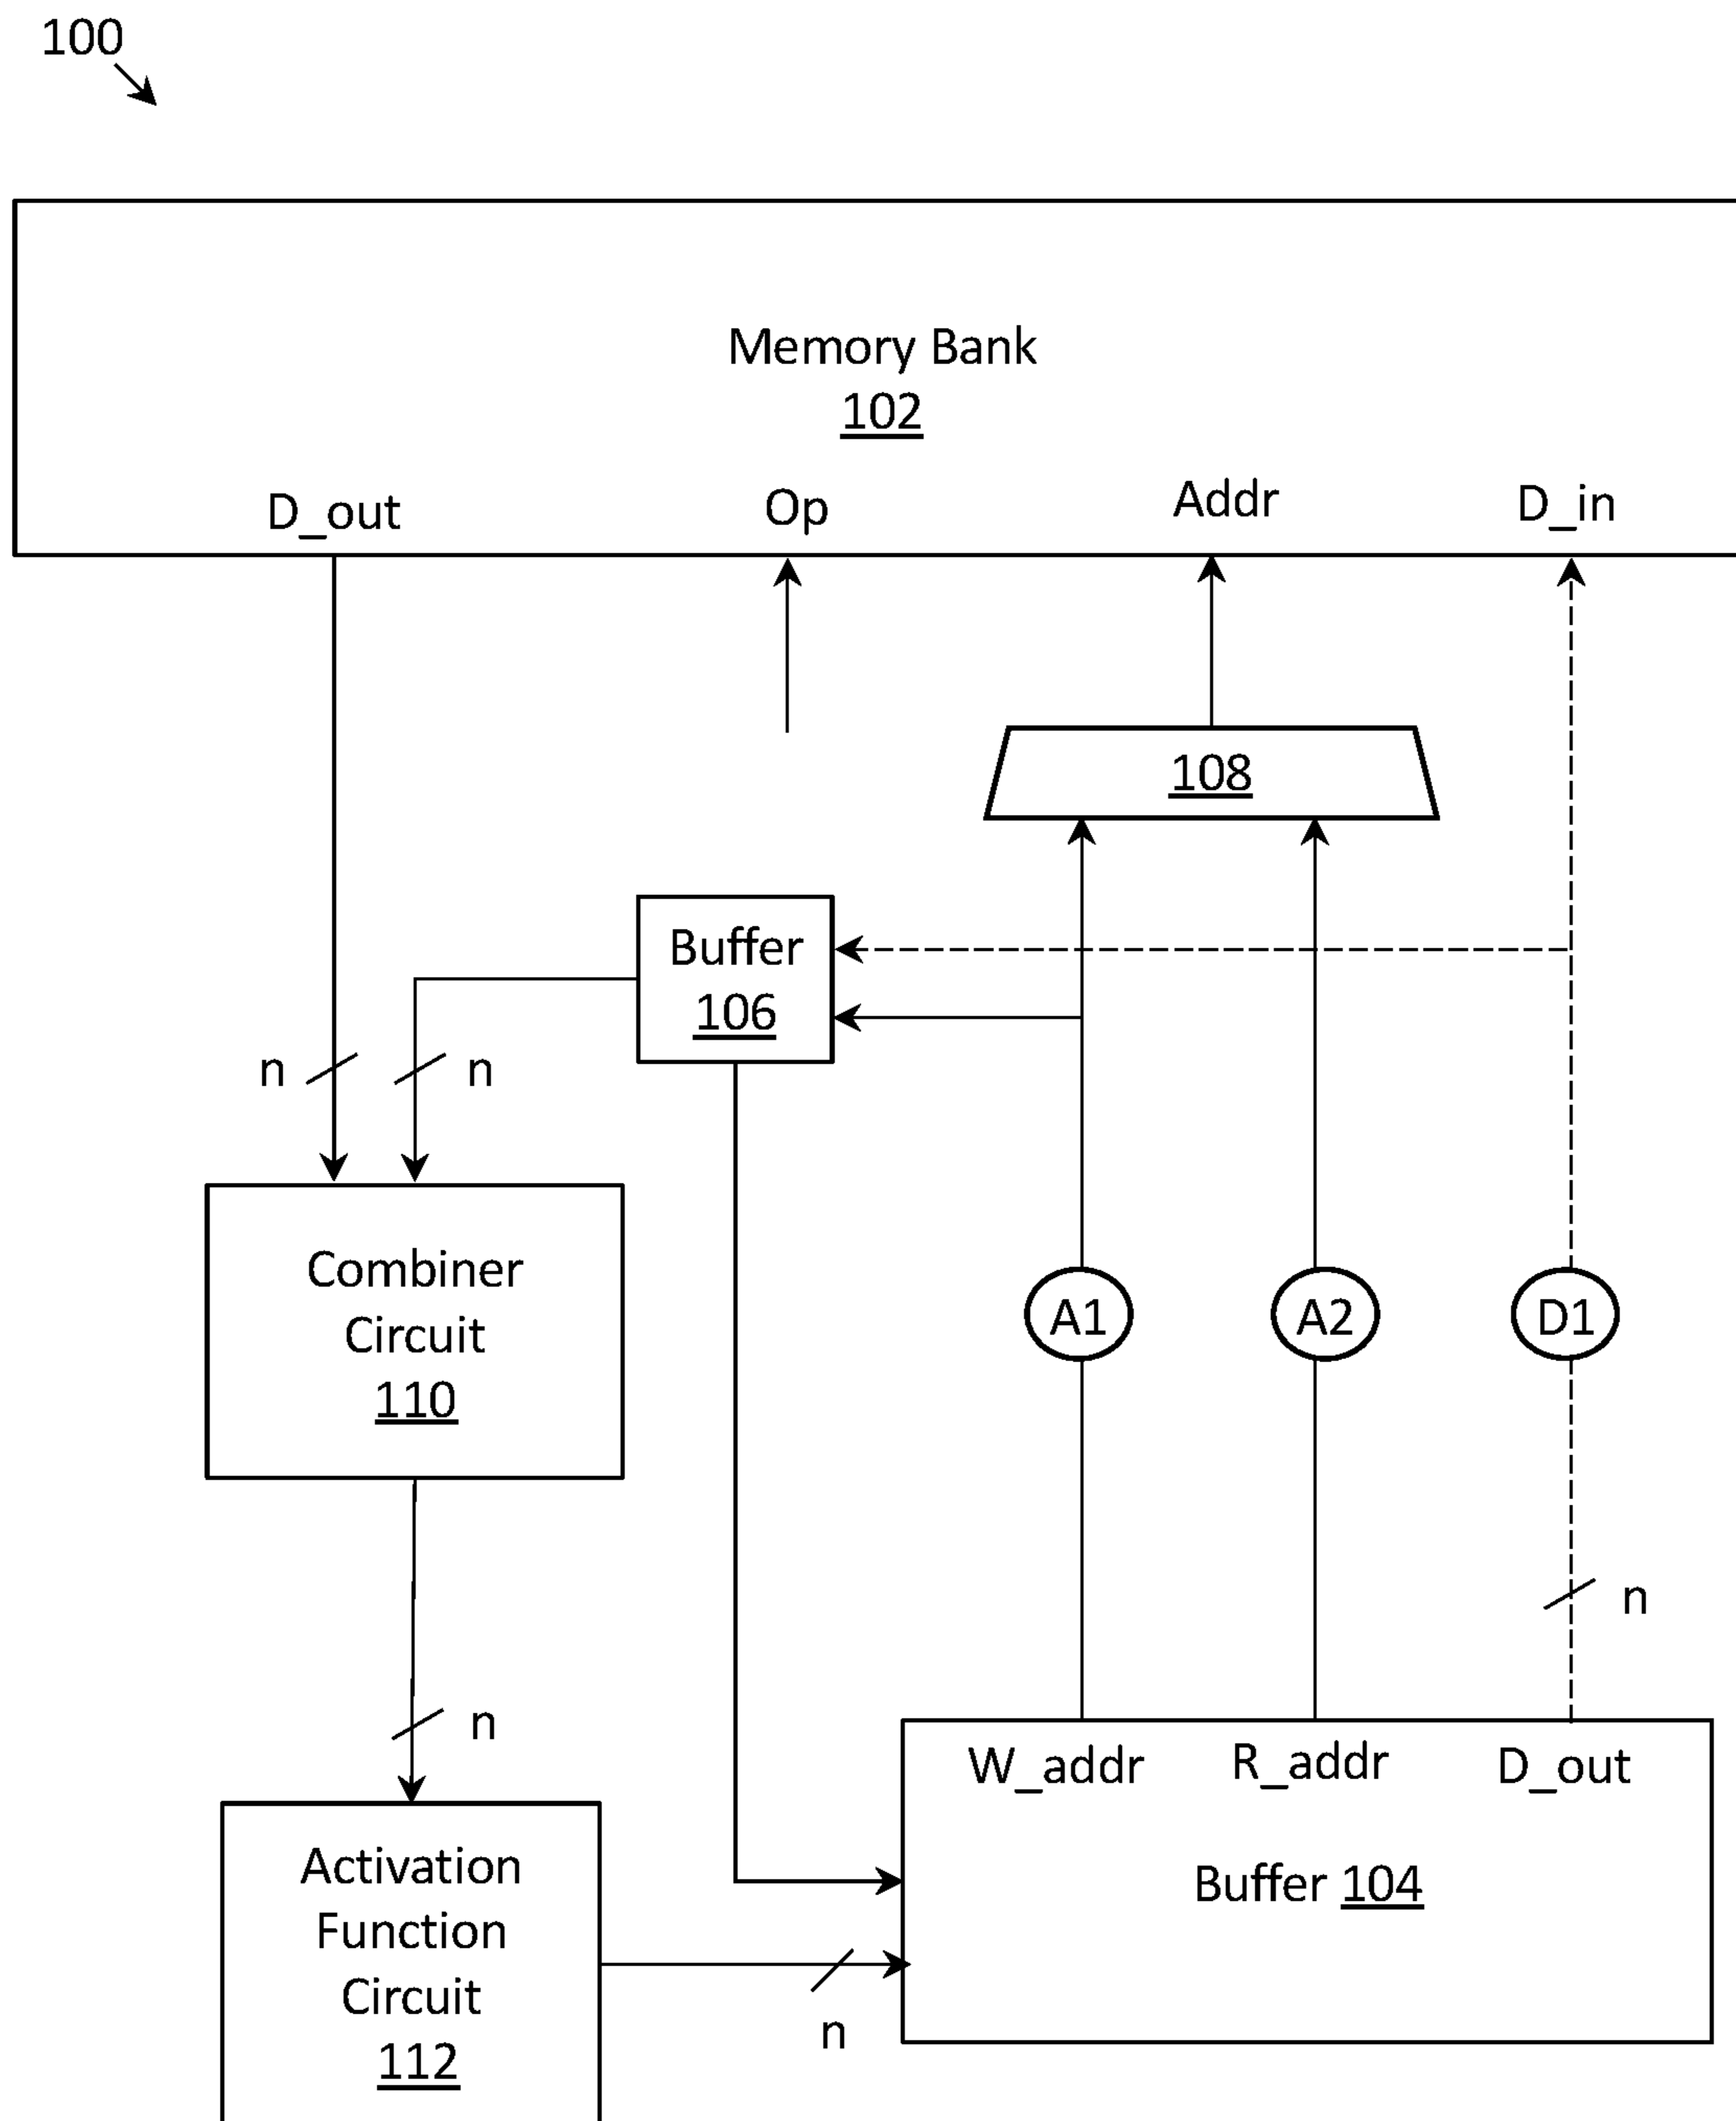 100
Memory Bank
102
D_out
Op
Addr
D_in
108
Buffer
106
n
n
Combiner
Circuit
110
A1
A2
D1
n
n
W_addr
R_addr
D_out
Buffer 104
Activation
Function
Circuit
112
n